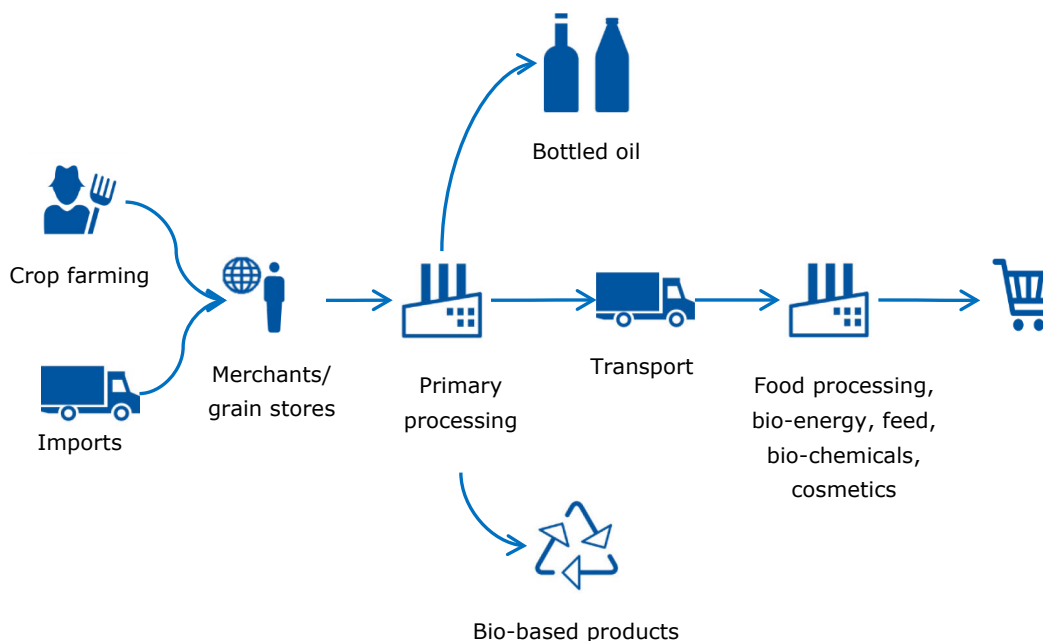 Bottled oil
Crop farming
Imports
Merchants/
grain stores
Primary
processing
Transport
Food processing,
bio-energy, feed,
bio-chemicals,
cosmetics
Bio-based products